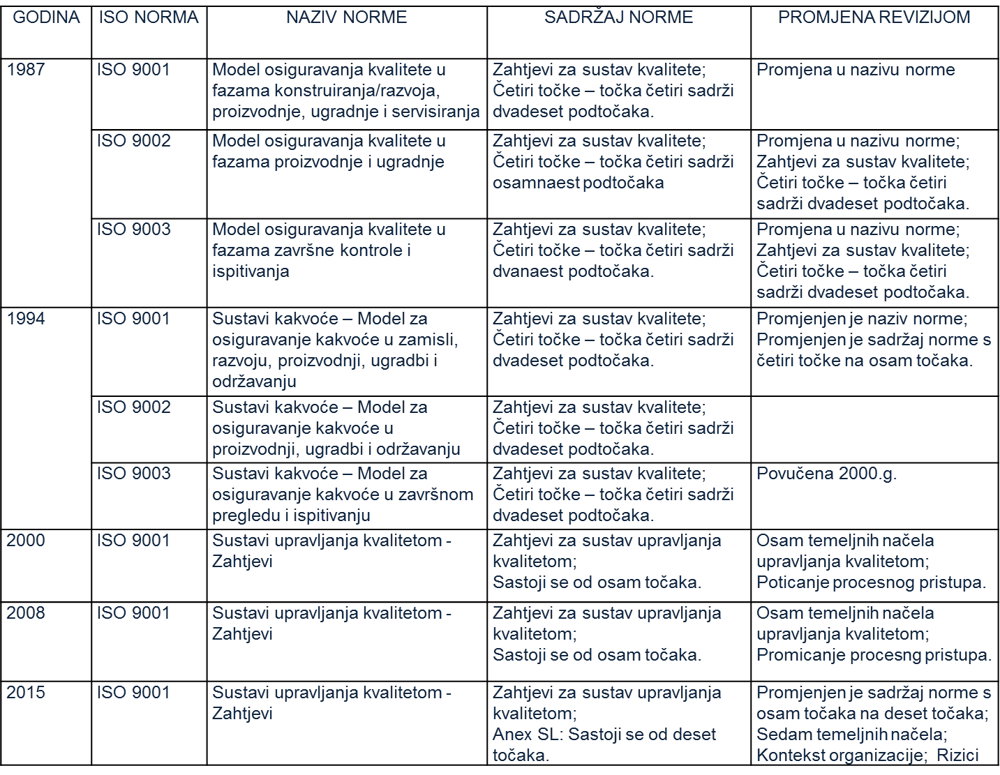 GODINA
ISO NORMA
NAZIV NORME
SADRŽAJ NORME
PROMJENA REVIZIJOM
1987
ISO 9001
Model osiguravanja kvalitete u
fazama konstruiranja/razvoja,
proizvodnje, ugradnje i servisiranja
Zahtjevi za sustav kvalitete;
Četiri točke – točka četiri sadrži
dvadeset podtočaka.
Promjena u nazivu norme
ISO 9002
Model osiguravanja kvalitete u
fazama proizvodnje i ugradnje
Zahtjevi za sustav kvalitete;
Četiri točke – točka četiri sadrži
osamnaest podtočaka
Promjena u nazivu norme;
Zahtjevi za sustav kvalitete;
Četiri točke – točka četiri
sadrži dvadeset podtočaka.
ISO 9003
Model osiguravanja kvalitete u
fazama završne kontrole i
ispitivanja
Zahtjevi za sustav kvalitete;
Četiri točke – točka četiri sadrži
dvanaest podtočaka.
Promjena u nazivu norme;
Zahtjevi za sustav kvalitete;
Četiri točke – točka četiri
sadrži dvadeset podtočaka.
1994
ISO 9001
Sustavi kakvoće – Model za
osiguravanje kakvoće u zamisli,
razvoju, proizvodnji, ugradbi i
održavanju
Zahtjevi za sustav kvalitete;
Četiri točke – točka četiri sadrži
dvadeset podtočaka.
Promjenjen je naziv norme;
Promjenjen je sadržaj norme s
četiri točke na osam točaka.
ISO 9002
Sustavi kakvoće – Model za
osiguravanje kakvoće u
proizvodnji, ugradbi i održavanju
Zahtjevi za sustav kvalitete;
Četiri točke – točka četiri sadrži
dvadeset podtočaka.
ISO 9003
Sustavi kakvoće – Model za
osiguravanje kakvoće u završnom
pregledu i ispitivanju
Zahtjevi za sustav kvalitete;
Četiri točke – točka četiri sadrži
dvadeset podtočaka.
Povučena 2000.g.
2000
ISO 9001
Sustavi upravljanja kvalitetom -
Zahtjevi
Zahtjevi za sustav upravljanja
kvalitetom;
Sastoji se od osam točaka.
Osam temeljnih načela
upravljanja kvalitetom;
Poticanje procesnog pristupa.
2008
ISO 9001
Sustavi upravljanja kvalitetom -
Zahtjevi
Zahtjevi za sustav upravljanja
kvalitetom;
Sastoji se od osam točaka.
Osam temeljnih načela
upravljanja kvalitetom;
Promicanje procesng pristupa.
2015
ISO 9001
Sustavi upravljanja kvalitetom -
Zahtjevi
Zahtjevi za sustav upravljanja
kvalitetom;
Anex SL: Sastoji se od deset
točaka.
Promjenjen je sadržaj norme s
osam točaka na deset točaka;
Sedam temeljnih načela;
Kontekst organizacije; Rizici